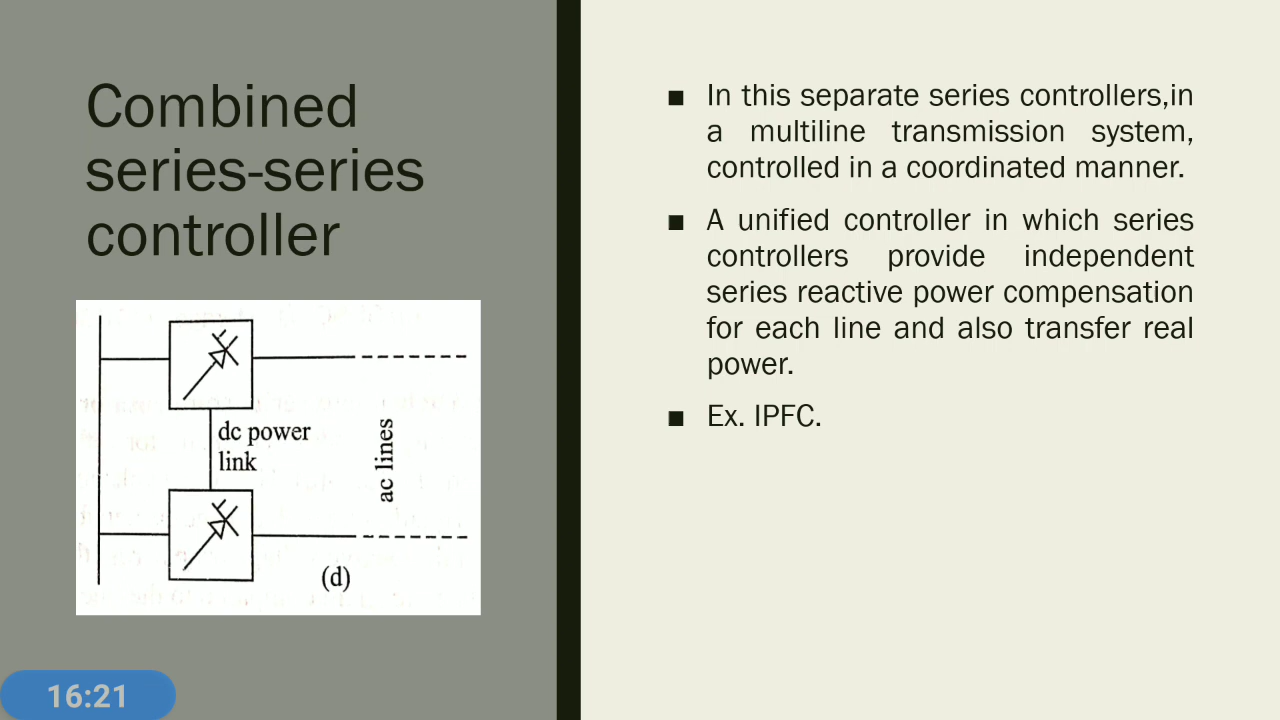 Combined
series-series
controller
dc power
link
ac lines
(d)
16:21
■ In this separate series controllers,in
a multiline transmission system,
controlled in a coordinated manner.
■ A unified controller in which series
controllers provide independent
series reactive power compensation
for each line and also transfer real
power.
■ Ex. IPFC.